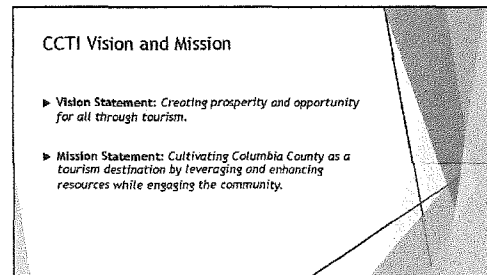 CCTI Vision and Mission
▶ Vision Statement: Creating prosperity and opportunity
for all through tourism.
▶ Mission Statement: Cultivating Columbia County as a
tourism destination by leveraging and enhancing
resources while engaging the community.